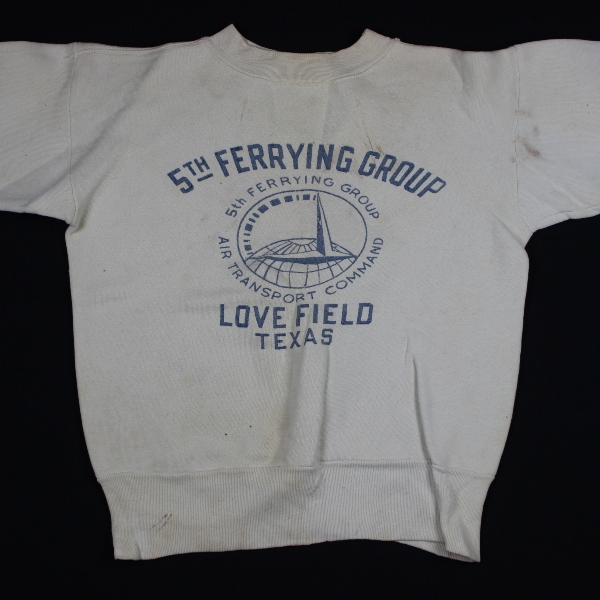 5TH FERRYING GROUP
5th FERRYING GROUP
AIR TRANSPORT COMMAND
LOVE FIELD
TEXAS